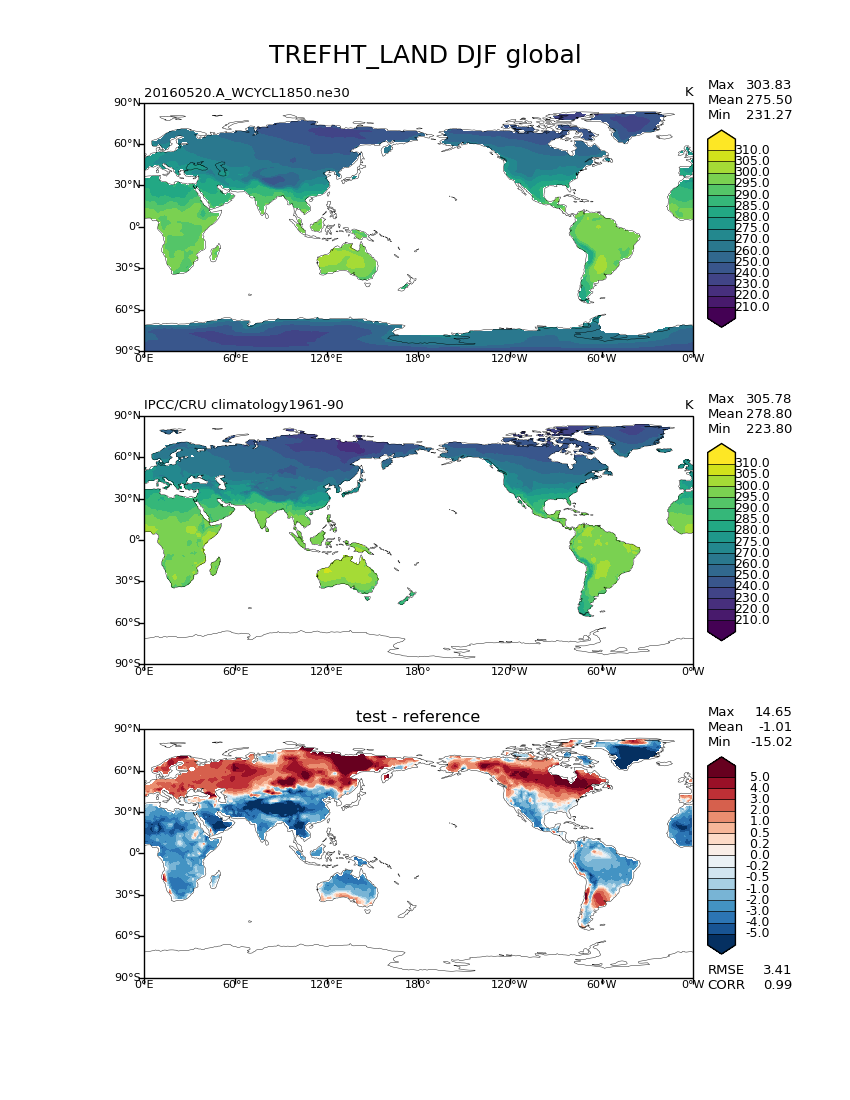 TREFHT_LAND DJF global
20160520.A_WCYCL1850.ne30 K
Max 303.83
Mean 275.50
Min 231.27
90°N
60°N
30°N
0°
30°S
60°S
90°S
0°E 60°E 120°E 180° 120°W 60°W 0°W
310.0
305.0
300.0
295.0
290.0
285.0
280.0
275.0
270.0
260.0
250.0
240.0
230.0
220.0
210.0
IPCC/CRU climatology1961-90 K
Max 305.78
Mean 278.80
Min 223.80
90°N
60°N
30°N
0°
30°S
60°S
90°S
0°E 60°E 120°E 180° 120°W 60°W 0°W
310.0
305.0
300.0
295.0
290.0
285.0
280.0
275.0
270.0
260.0
250.0
240.0
230.0
220.0
210.0
test - reference
Max 14.65
Mean -1.01
Min -15.02
90°N
60°N
30°N
0°
30°S
60°S
90°S
0°E 60°E 120°E 180° 120°W 60°W 0°W
5.0
4.0
3.0
2.0
1.0
0.5
0.2
0.0
-0.2
-0.5
-1.0
-2.0
-3.0
-4.0
-5.0
RMSE 3.41
CORR 0.99